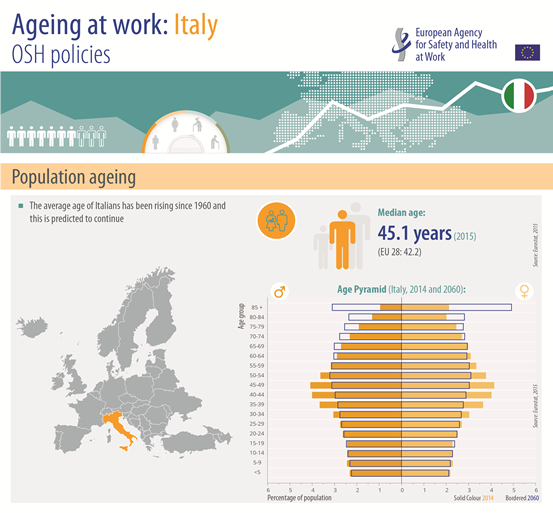 Ageing at work: Italy
OSH policies
European Agency
for Safety and Health
at Work
Population ageing
The average age of Italians has been rising since 1960 and
this is predicted to continue
Median age:
45.1 years (2015)
(EU 28: 42.2)
Source: Eurostat, 2015
Age Pyramid (Italy, 2014 and 2060):
♂
♀
Age group
85 +
80-84
75-79
70-74
65-69
60-64
55-59
50-54
45-49
40-44
35-39
30-34
25-29
20-24
15-19
10-14
5-9
<5
6 5 4 3 2 1 0 1 2 3 4 5 6
Percentage of population
Solid Colour 2014
Bordered 2060
Source: Eurostat, 2015